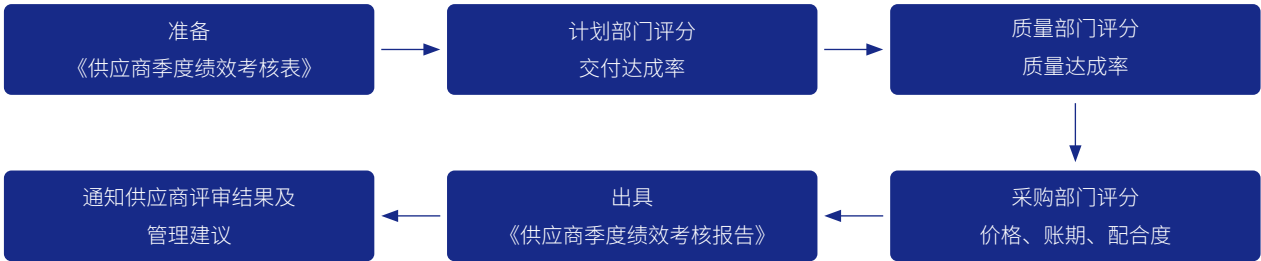 准备
《供应商季度绩效考核表》
计划部门评分
交付达成率
质量部门评分
质量达成率
采购部门评分
价格、账期、配合度
出具
《供应商季度绩效考核报告》
通知供应商评审结果及
管理建议